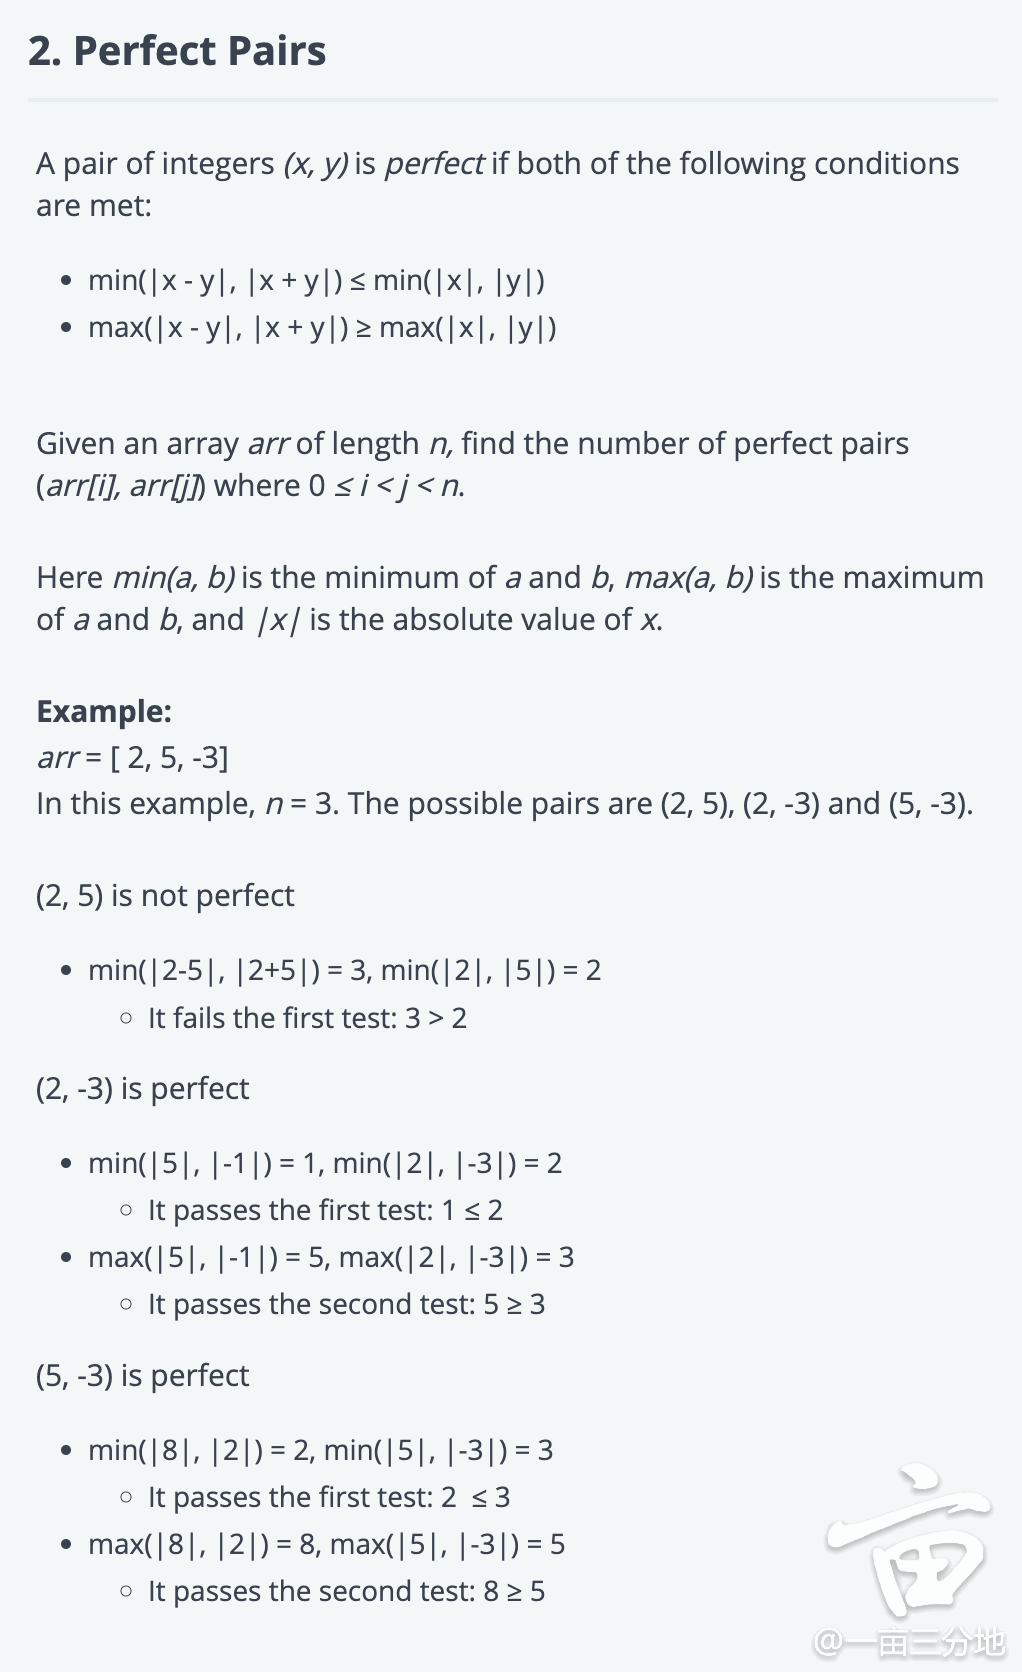 2. Perfect Pairs
A pair of integers (x, y) is perfect if both of the following conditions
are met:
• min(|x - y|, |x + y|) ≤ min(|x|, |y|)
• max(|x - y|, |x + y|) ≥ max(|x|, |y|)
Given an array arr of length n, find the number of perfect pairs
(arr[i], arr[j]) where 0 ≤ i < j < n.
Here min(a, b) is the minimum of a and b, max(a, b) is the maximum
of a and b, and |x| is the absolute value of x.
Example:
arr = [ 2, 5, -3]
In this example, n = 3. The possible pairs are (2, 5), (2, -3) and (5, -3).
(2, 5) is not perfect
• min(|2-5|, |2+5|) = 3, min(|2|, |5|) = 2
○ It fails the first test: 3 > 2
(2, -3) is perfect
• min(|5|, |-1|) = 1, min(|2|, |-3|) = 2
○ It passes the first test: 1 ≤ 2
• max(|5|, |-1|) = 5, max(|2|, |-3|) = 3
○ It passes the second test: 5 ≥ 3
(5, -3) is perfect
• min(|8|, |2|) = 2, min(|5|, |-3|) = 3
○ It passes the first test: 2 ≤ 3
• max(|8|, |2|) = 8, max(|5|, |-3|) = 5
○ It passes the second test: 8 ≥ 5
亩
@一亩三分地